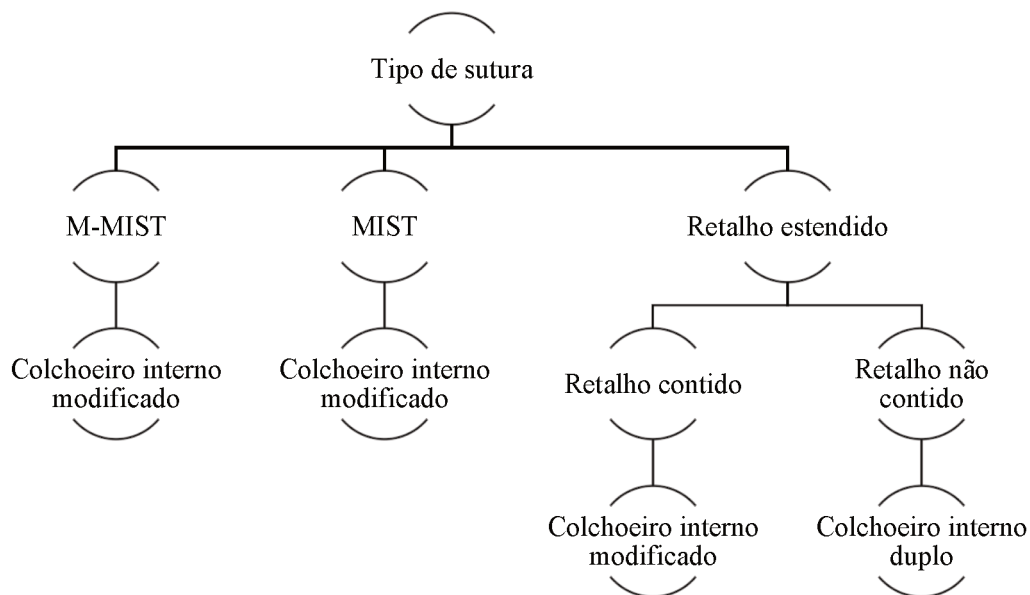 Tipo de sutura
M-MIST
MIST
Retalho estendido
Colchoeiro interno
modificado
Colchoeiro interno
modificado
Retalho contido
Retalho não
contido
Colchoeiro interno
modificado
Colchoeiro interno
duplo